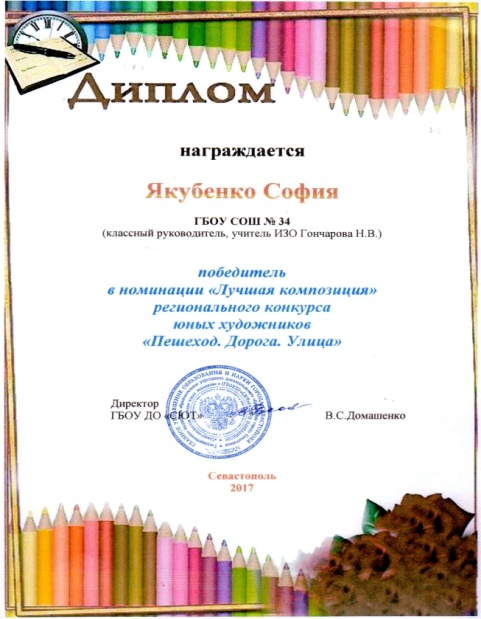 Диплом
награждается
Якубенко София
ГБОУ СОШ № 34
(классный руководитель, учитель ИЗО Гончарова Н.В.)
победитель
в номинации «Лучшая композиция»
регионального конкурса
юных художников
«Пешеход. Дорога. Улица»
Директор
ГБОУ ДО «СЮТ»
В.С.Домашенко
Севастополь
2017